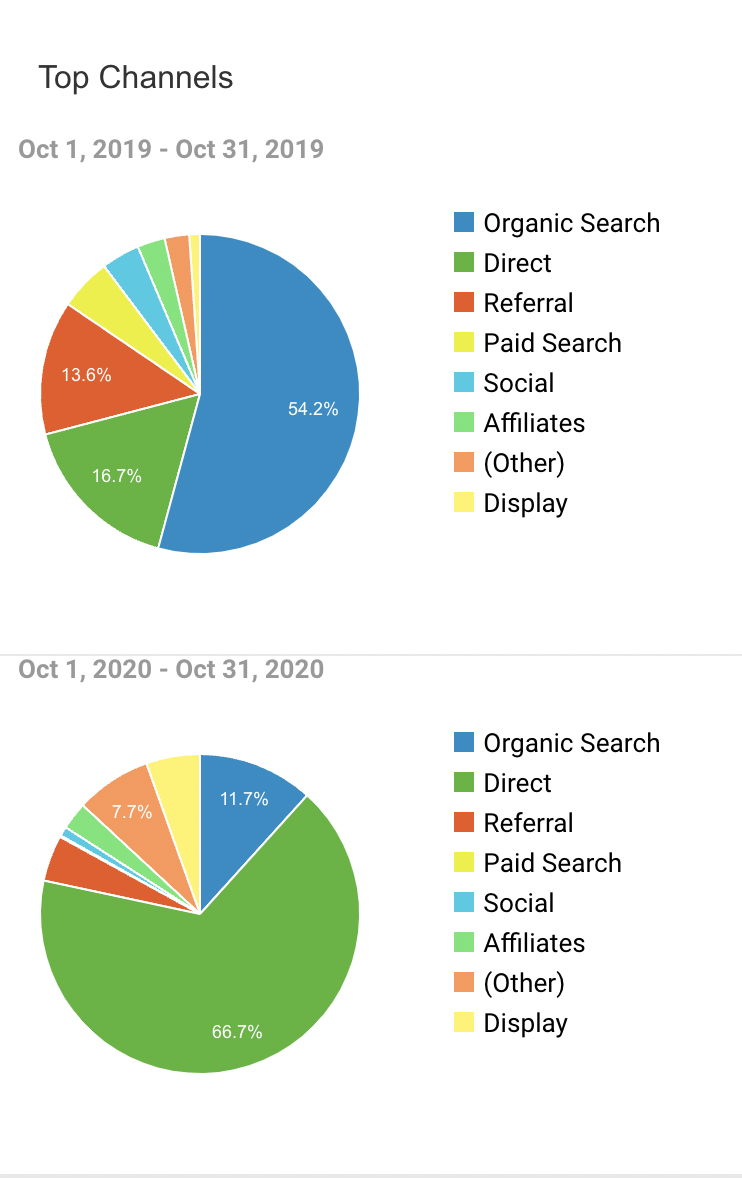 Top Channels
Oct 1, 2019 - Oct 31, 2019
Organic Search
Direct
Referral
Paid Search
Social
Affiliates
(Other)
Display
13.6%
54.2%
16.7%
Oct 1, 2020 - Oct 31, 2020
Organic Search
Direct
Referral
Paid Search
Social
Affiliates
(Other)
Display
11.7%
7.7%
66.7%